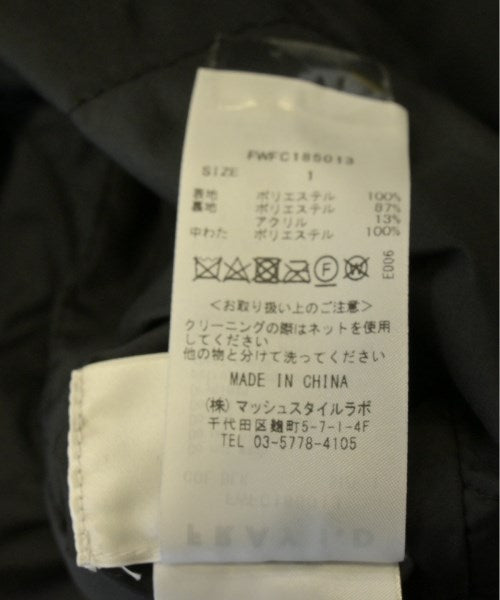 FWFC185013
SIZE 1
表地 ポリエステル 100%
裏地 ポリエステル 87%
アクリル 13%
中わた ポリエステル 100%
E006
<お取り扱い上のご注意>
クリーニングの際はネットを使用
してください
他の物と分けて洗ってください
MADE IN CHINA
(株) マッシュスタイルラボ
千代田区麹町5-7-1-4F
TEL 03-5778-4105